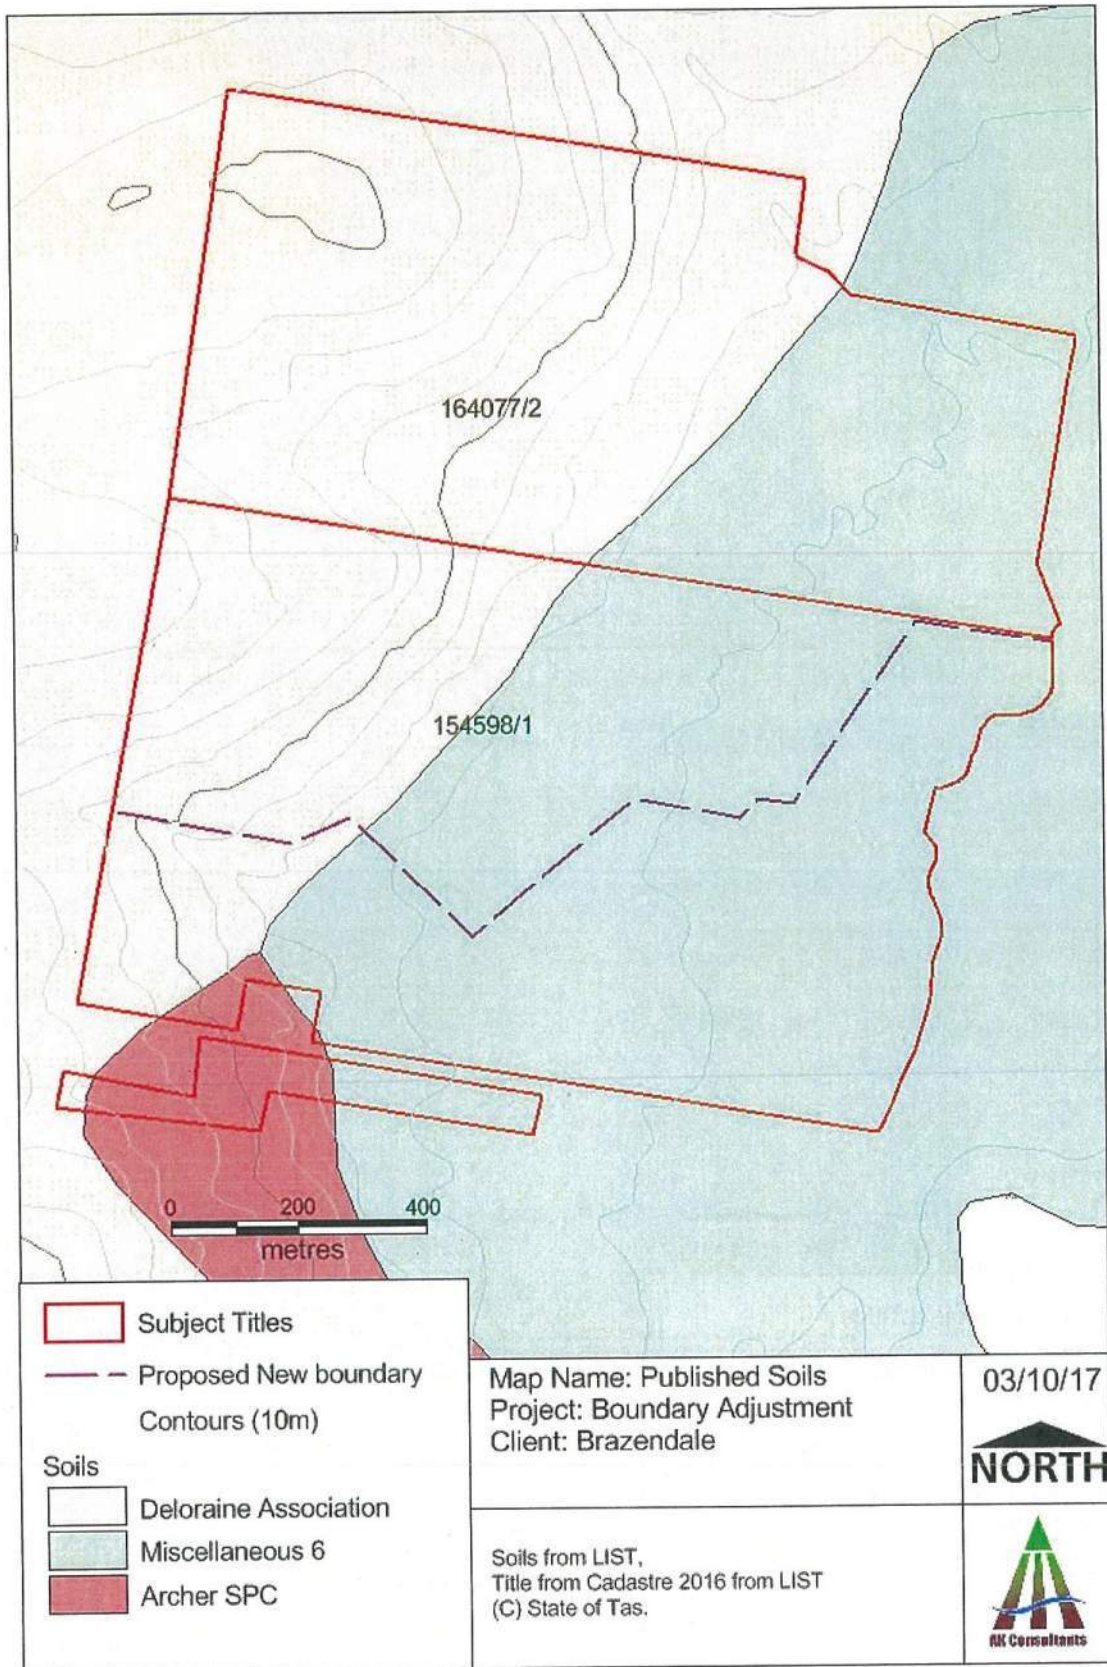 164077/2
154598/1
0 200 400
metres
Subject Titles
Proposed New boundary
Contours (10m)
Soils
Deloraine Association
Miscellaneous 6
Archer SPC
Map Name: Published Soils
Project: Boundary Adjustment
Client: Brazendale
03/10/17
NORTH
Soils from LIST,
Title from Cadastre 2016 from LIST
(C) State of Tas.
AK Consultants